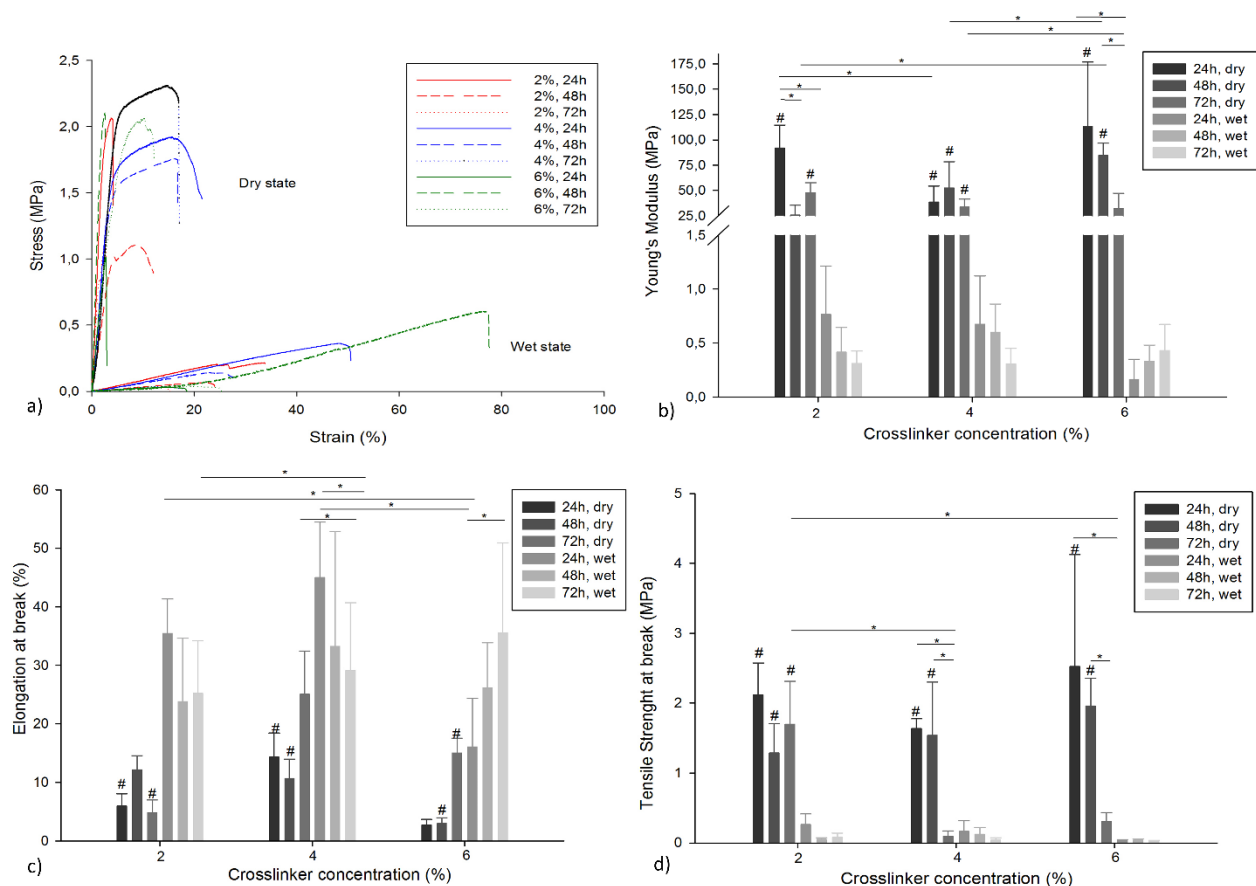 2,5
2,0
1,5
1,0
0,5
0,0
Stress (MPa)
0
20
40
60
80
100
Strain (%)
Dry state
Wet state
2%, 24h
2%, 48h
2%, 72h
4%, 24h
4%, 48h
4%, 72h
6%, 24h
6%, 48h
6%, 72h
a)
175,0
150,0
125,0
100,0
75,0
50,0
25,0
1,5
1,0
0,5
0,0
Young's Modulus (MPa)
* *
*
* *
*
* *
# # # # # # #
24h, dry
48h, dry
72h, dry
24h, wet
48h, wet
72h, wet
2 4 6
Crosslinker concentration (%)
b)
60
50
40
30
20
10
0
Elongation at break (%)
*
* *
*
* *
# # # # # #
24h, dry
48h, dry
72h, dry
24h, wet
48h, wet
72h, wet
2 4 6
Crosslinker concentration (%)
c)
5
4
3
2
1
0
Tensile Strenght at break (MPa)
*
*
*
*
*
*
# # # # # # #
24h, dry
48h, dry
72h, dry
24h, wet
48h, wet
72h, wet
2 4 6
Crosslinker concentration (%)
d)